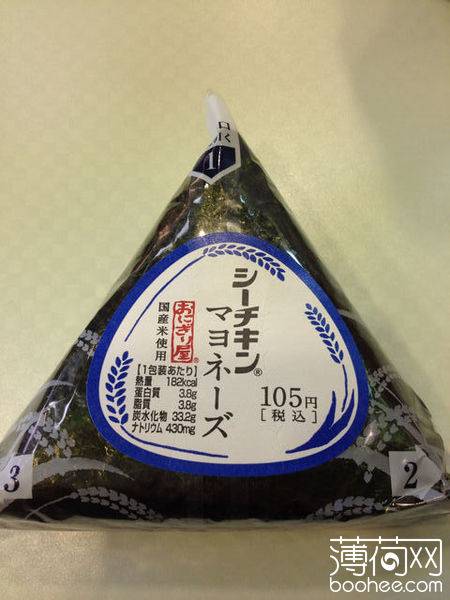 口
引く
1
シーチキン®
マヨネーズ
おにぎり屋®
国産米使用
[1包装あたり]
熱量 182kcal
蛋白質 3.8g
脂質 3.8g
炭水化物 33.2g
ナトリウム 430mg
105円
[税込]
3
2
薄荷网
boohee.com